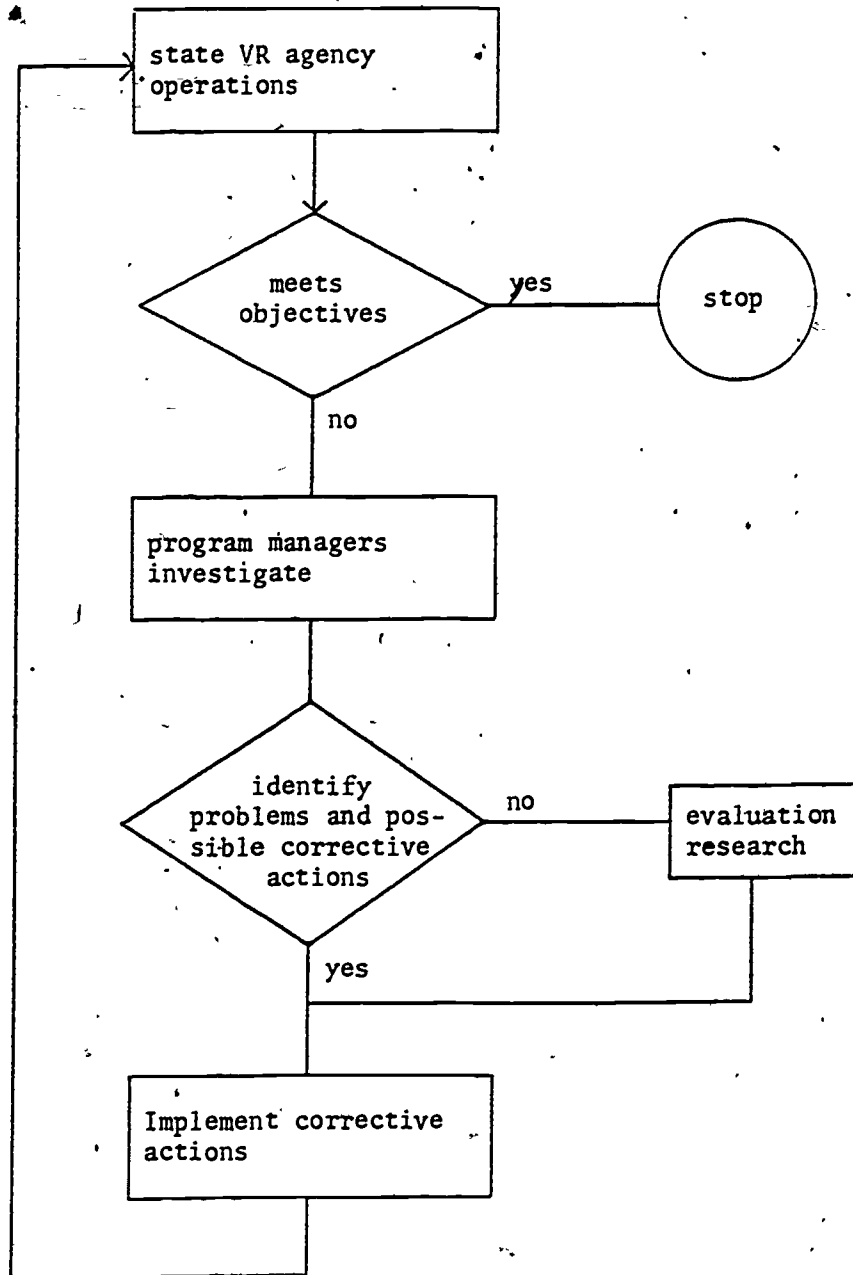 state VR agency
operations
meets
objectives
yes
stop
no
program managers
investigate
identify
problems and pos-
sible corrective
actions
no
evaluation
research
yes
Implement corrective
actions